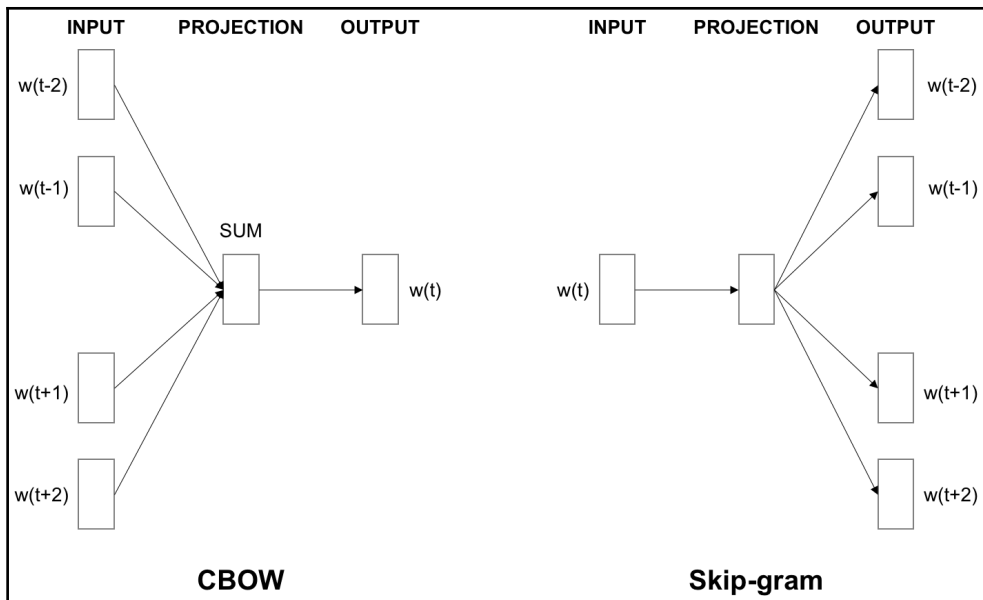 INPUT PROJECTION OUTPUT
w(t-2)
w(t-1)
SUM
w(t)
w(t+1)
w(t+2)
CBOW
INPUT PROJECTION OUTPUT
w(t-2)
w(t-1)
w(t)
w(t+1)
w(t+2)
Skip-gram